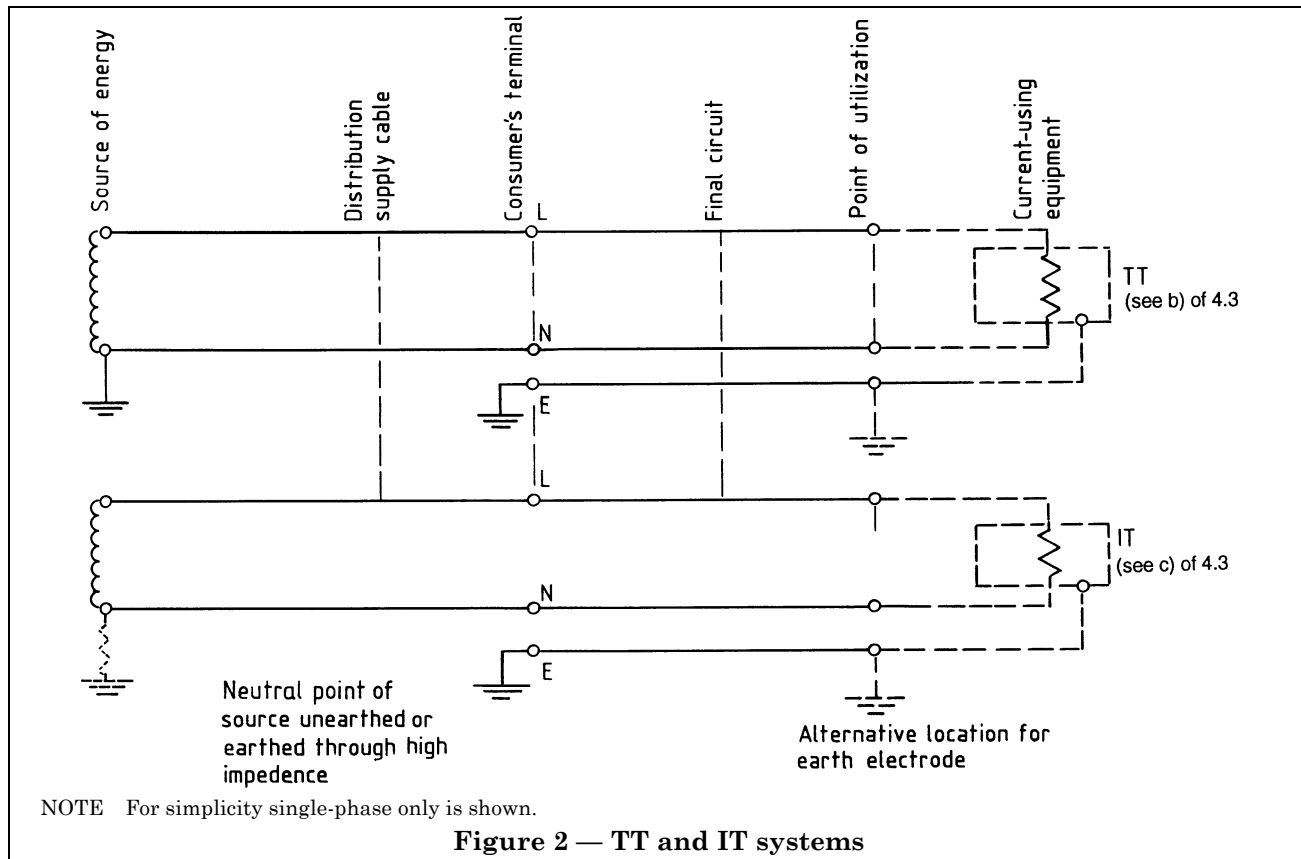 Source of energy
Distribution
supply cable
Consumer's terminal
Final circuit
Point of utilization
Current-using
equipment
L
TT
(see b) of 4.3
N
E
L
IT
(see c) of 4.3
N
E
Neutral point of
source unearthed or
earthed through high
impedence
Alternative location for
earth electrode
NOTE For simplicity single-phase only is shown.
Figure 2 — TT and IT systems